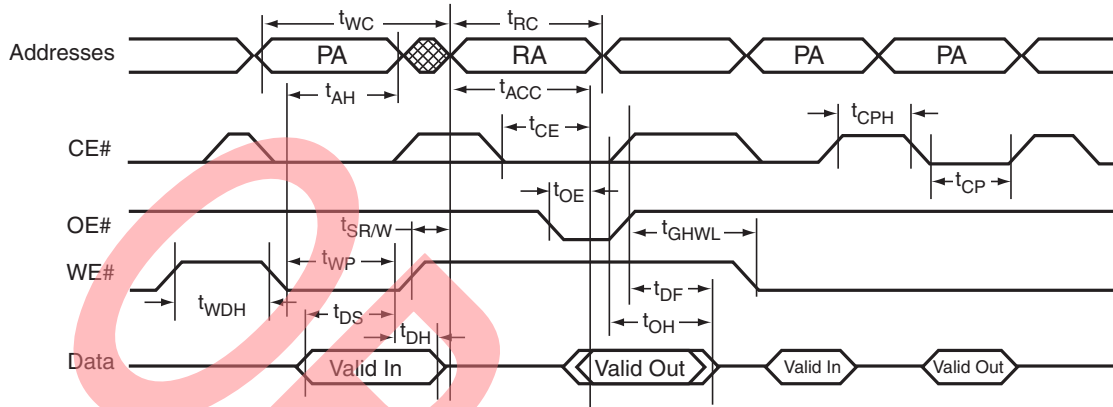 tWC tRC
Addresses PA RA PA PA
tAH tACC
tCE tCPH
CE#
tOE tCP
OE#
tSR/W tGHWL
WE# tWP
tWDH tDF
tDS tOH
tDH
Data Valid In Valid Out Valid In Valid Out